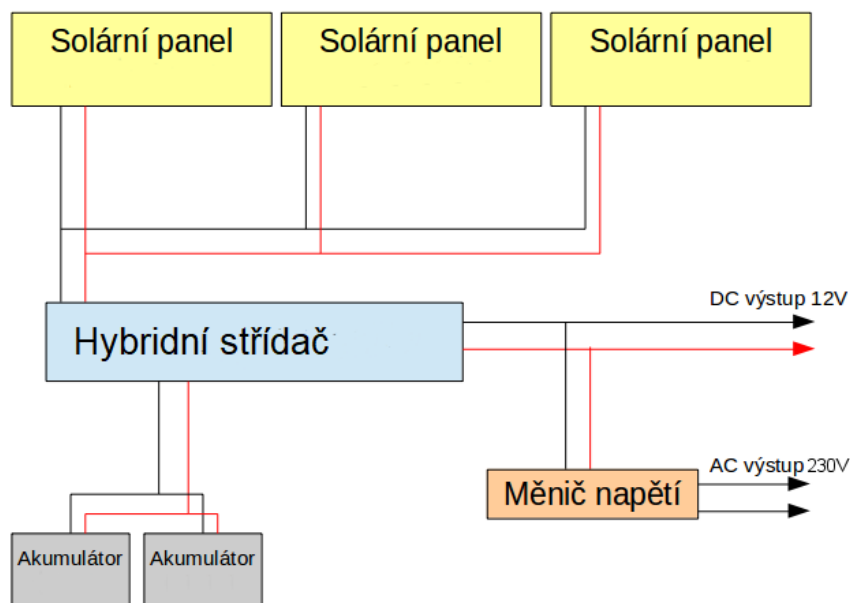 Solární panel
Solární panel
Solární panel
DC výstup 12V
Hybridní střídač
AC výstup 230V
Měnič napětí
Akumulátor
Akumulátor